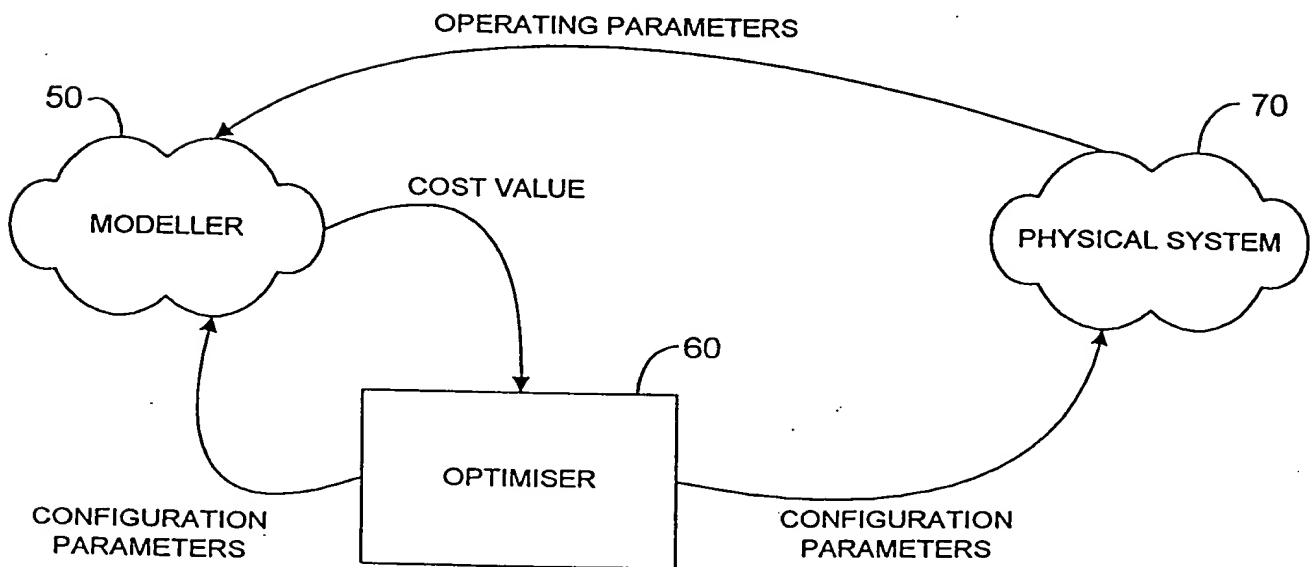 OPERATING PARAMETERS
50
70
COST VALUE
MODELLER
PHYSICAL SYSTEM
60
OPTIMISER
CONFIGURATION
PARAMETERS
CONFIGURATION
PARAMETERS